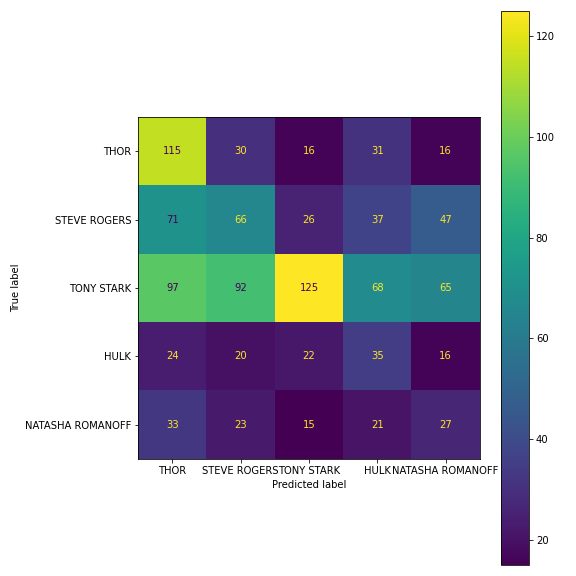 120
100
80
60
40
20
THOR
115 30 16 31 16
STEVE ROGERS
71 66 26 37 47
TONY STARK
97 92 125 68 65
HULK
24 20 22 35 16
NATASHA ROMANOFF
33 23 15 21 27
THOR STEVE ROGERS TONY STARK HULK NATASHA ROMANOFF
Predicted label
True label